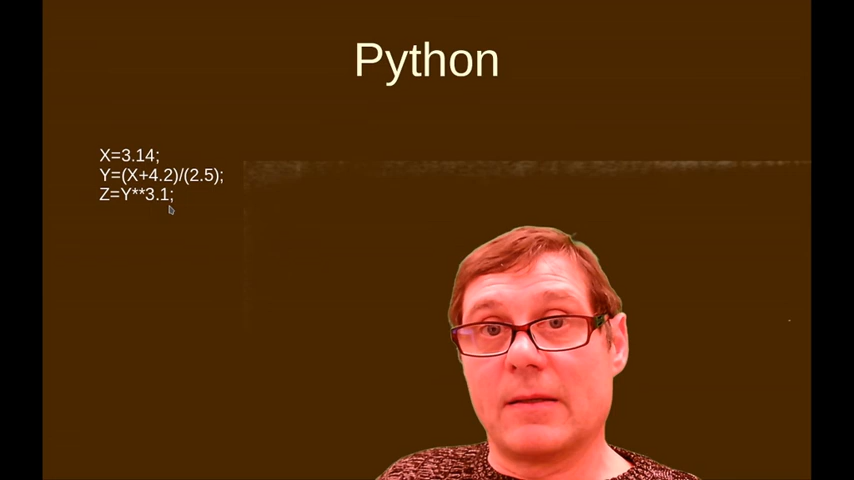 Python
X=3.14;
Y=(X+4.2)/(2.5);
Z=Y**3.1;